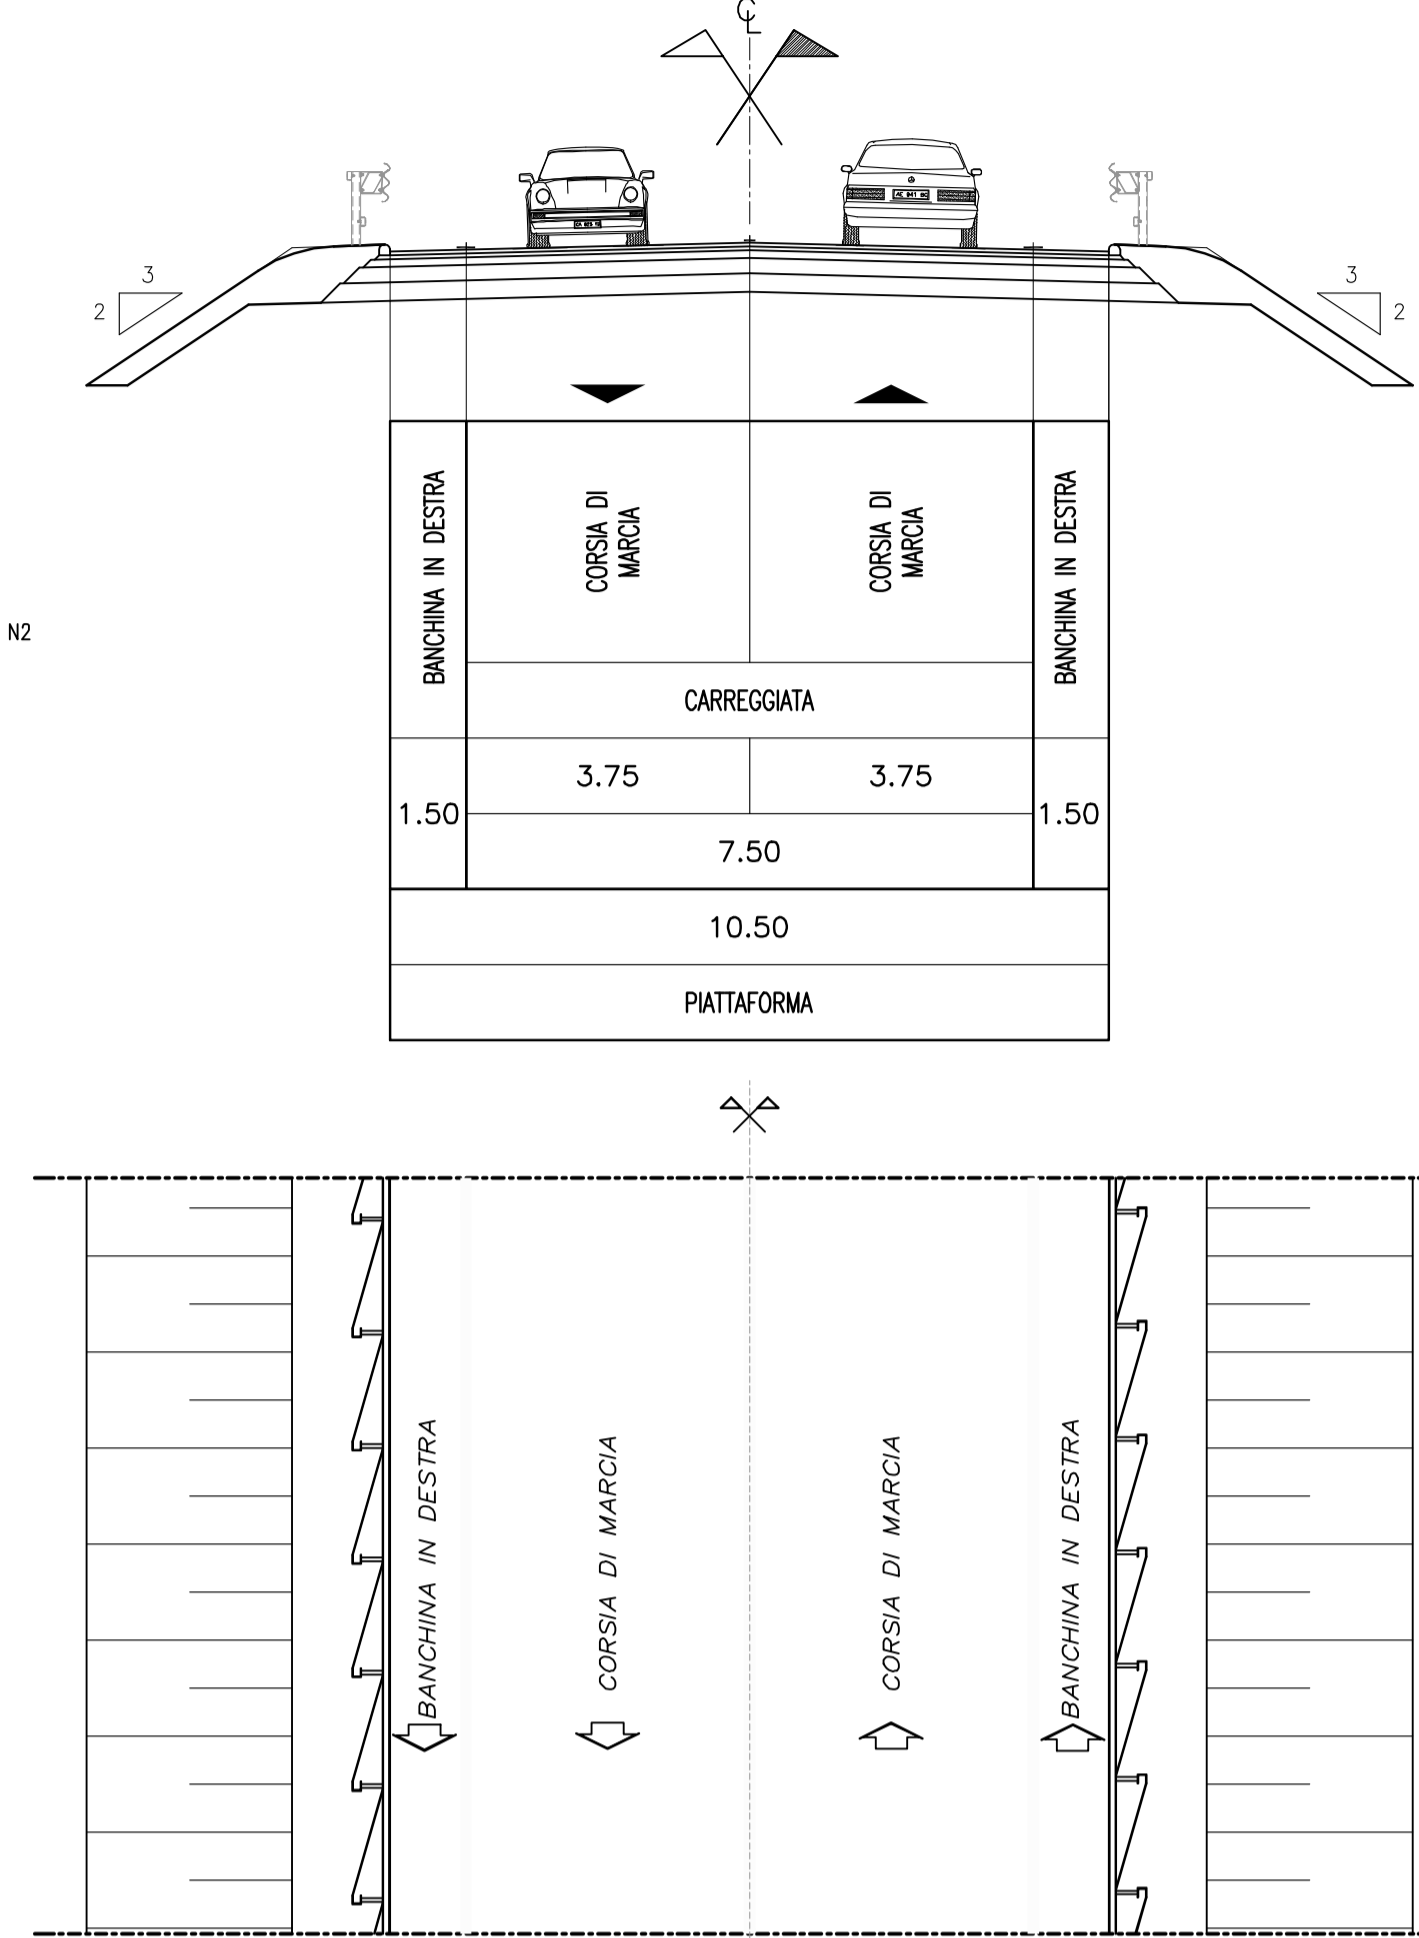 ℄
3
2
3
2
BANCHINA IN DESTRA
CORSIA DI
MARCIA
CORSIA DI
MARCIA
BANCHINA IN DESTRA
N2
CARREGGIATA
3.75
3.75
1.50
1.50
7.50
10.50
PIATTAFORMA
BANCHINA IN DESTRA
CORSIA DI MARCIA
CORSIA DI MARCIA
BANCHINA IN DESTRA